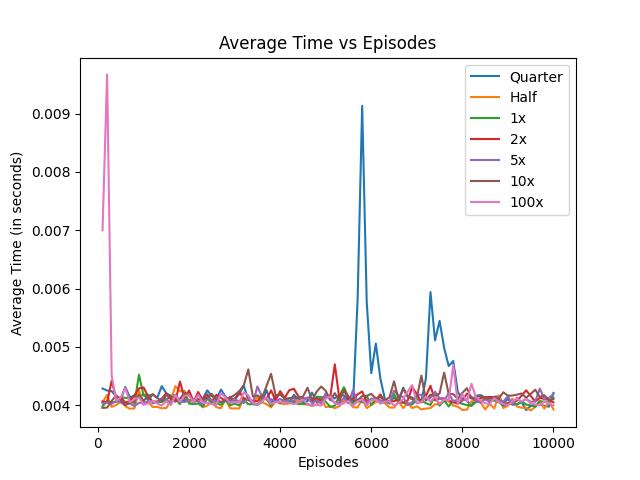 Average Time vs Episodes
Average Time (in seconds)
0.009
0.008
0.007
0.006
0.005
0.004
0
2000
4000
6000
8000
10000
Episodes
Quarter
Half
1x
2x
5x
10x
100x